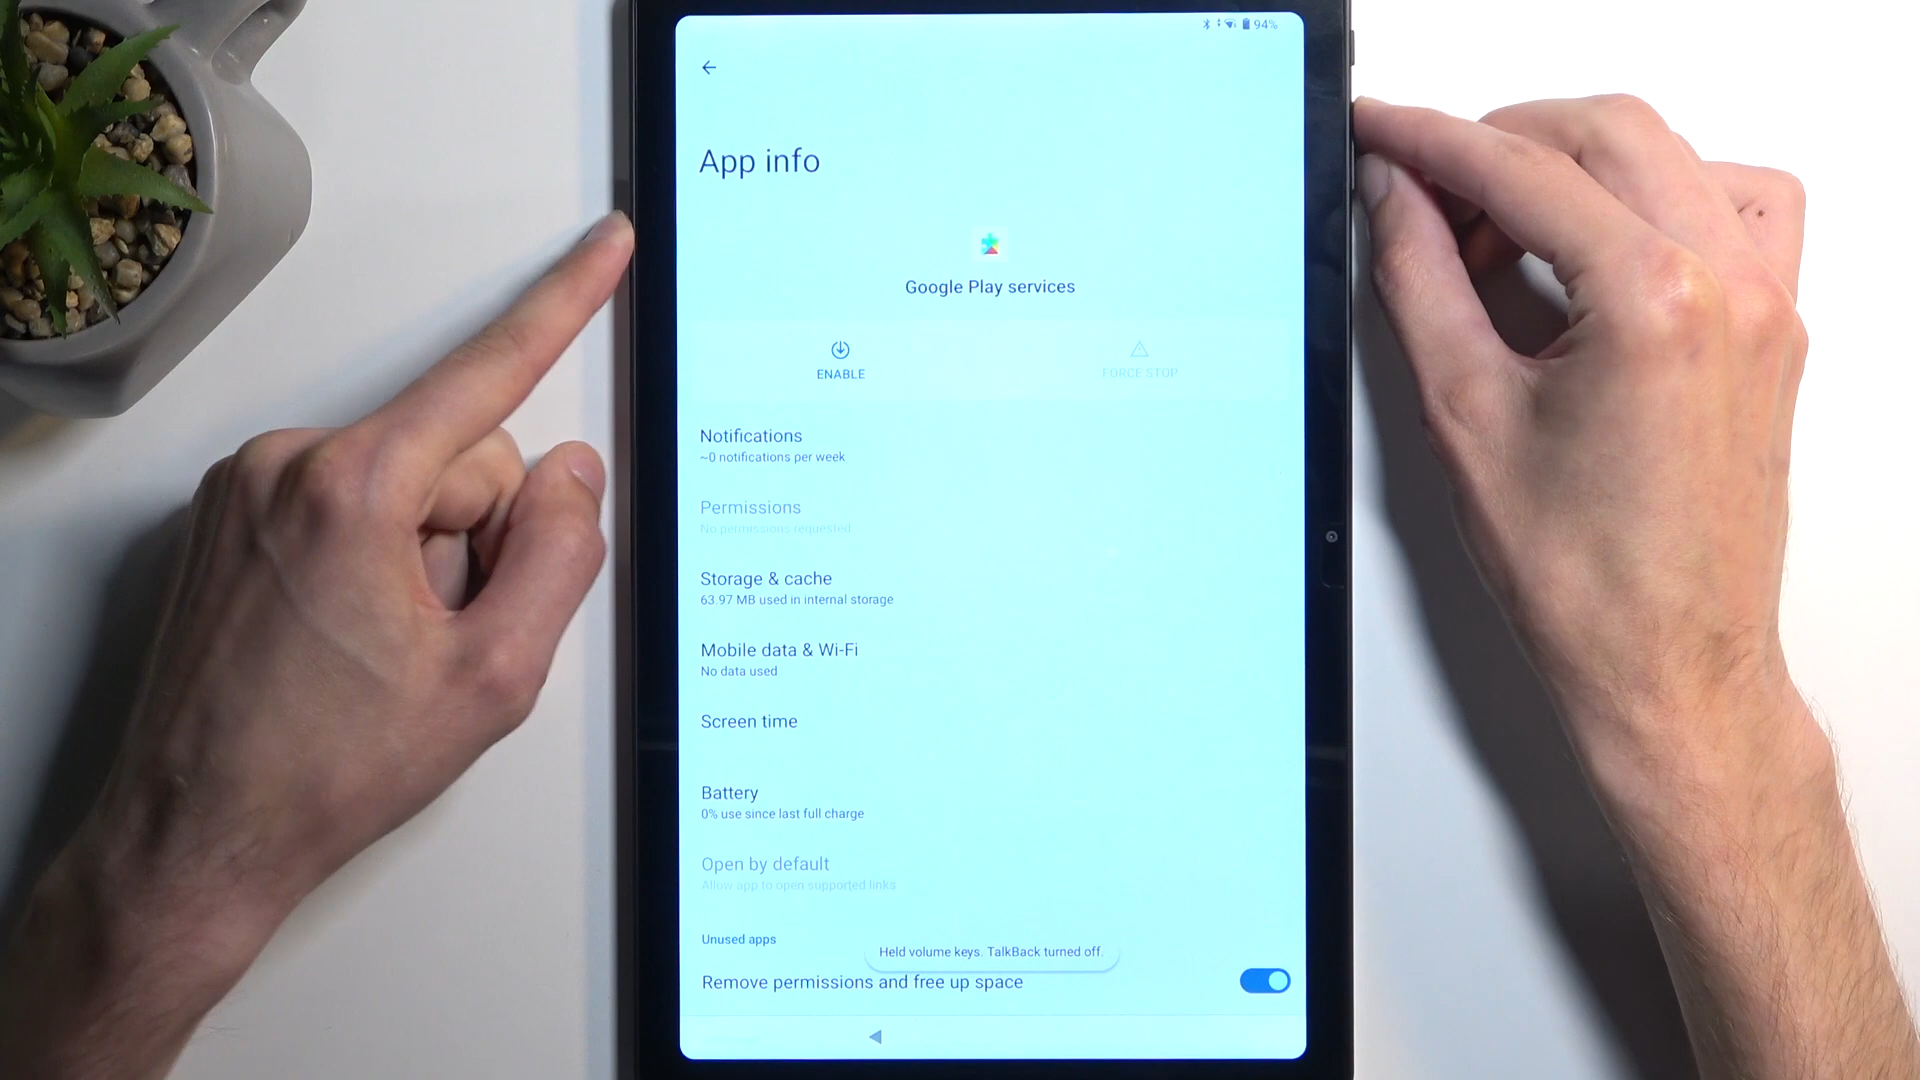 94%
App info
Google Play services
ENABLE
FORCE STOP
Notifications
~0 notifications per week
Permissions
No permissions requested
Storage & cache
63.97 MB used in internal storage
Mobile data & Wi-Fi
No data used
Screen time
Battery
0% use since last full charge
Open by default
Allow app to open supported links
Unused apps
Held volume keys. TalkBack turned off.
Remove permissions and free up space